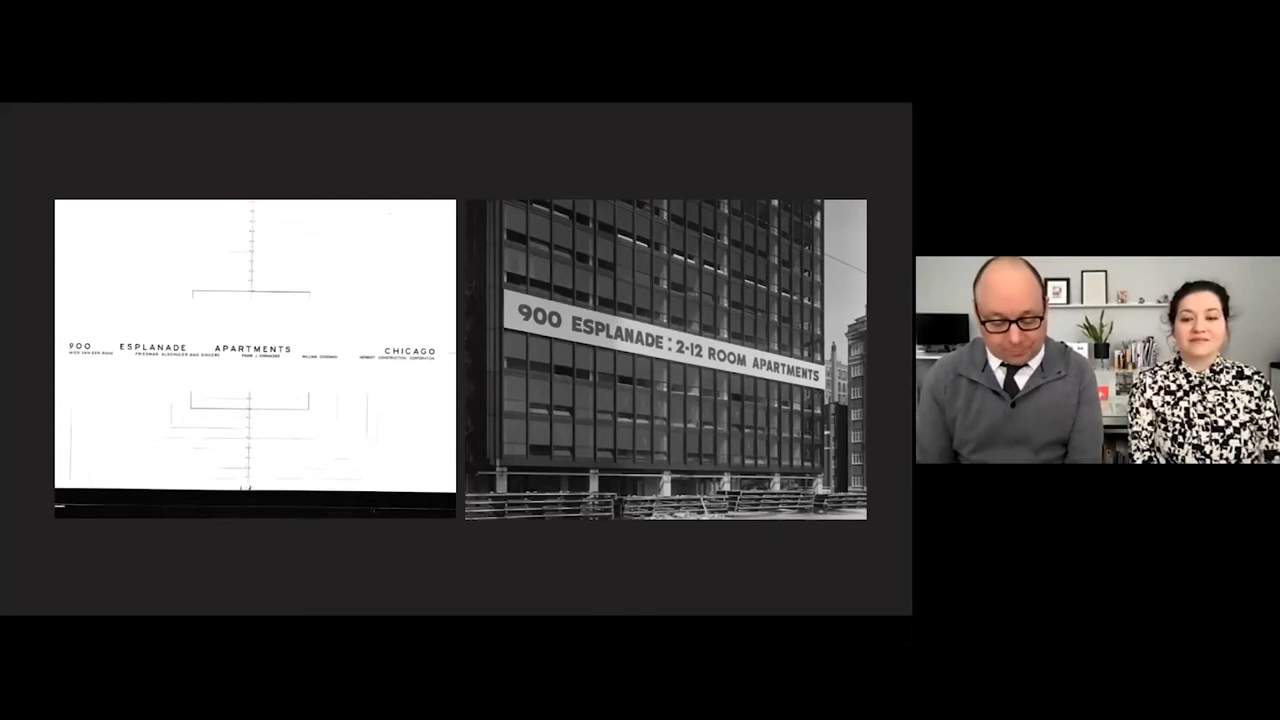 900 ESPLANADE APARTMENTS CHICAGO
MIES VAN DER ROHE FRIEDMAN ALSCHULER AND SINCERE FRANK J. KORNACKER WILLIAM GOODMAN HERBERT CONSTRUCTION CORPORATION
900 ESPLANADE : 2-12 ROOM APARTMENTS